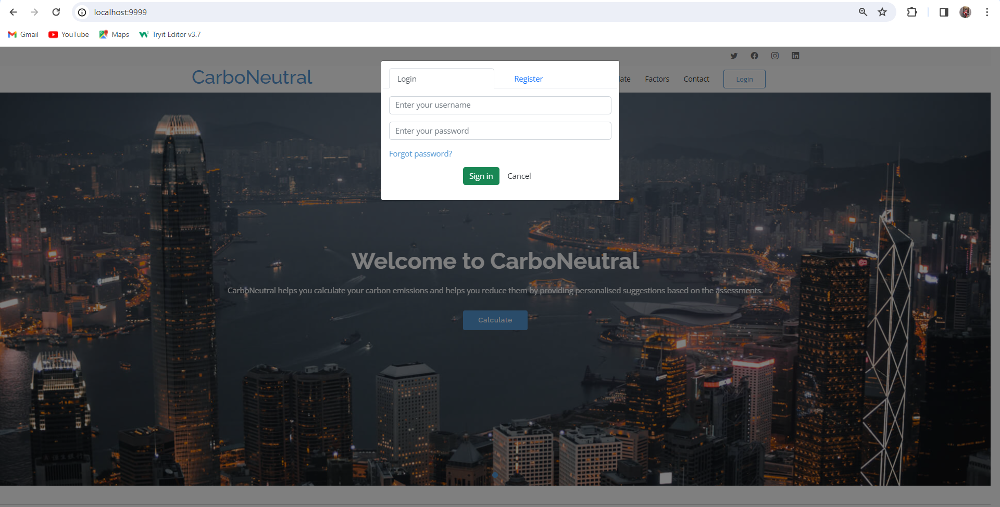 localhost:9999
Gmail YouTube Maps Tryit Editor v3.7
CarboNeutral
Login Register
late Factors Contact Login
Enter your username
Enter your password
Forgot password?
Sign in Cancel
Welcome to CarboNeutral
CarboNeutral helps you calculate your carbon emissions and helps you reduce them by providing personalised suggestions based on the assessments.
Calculate